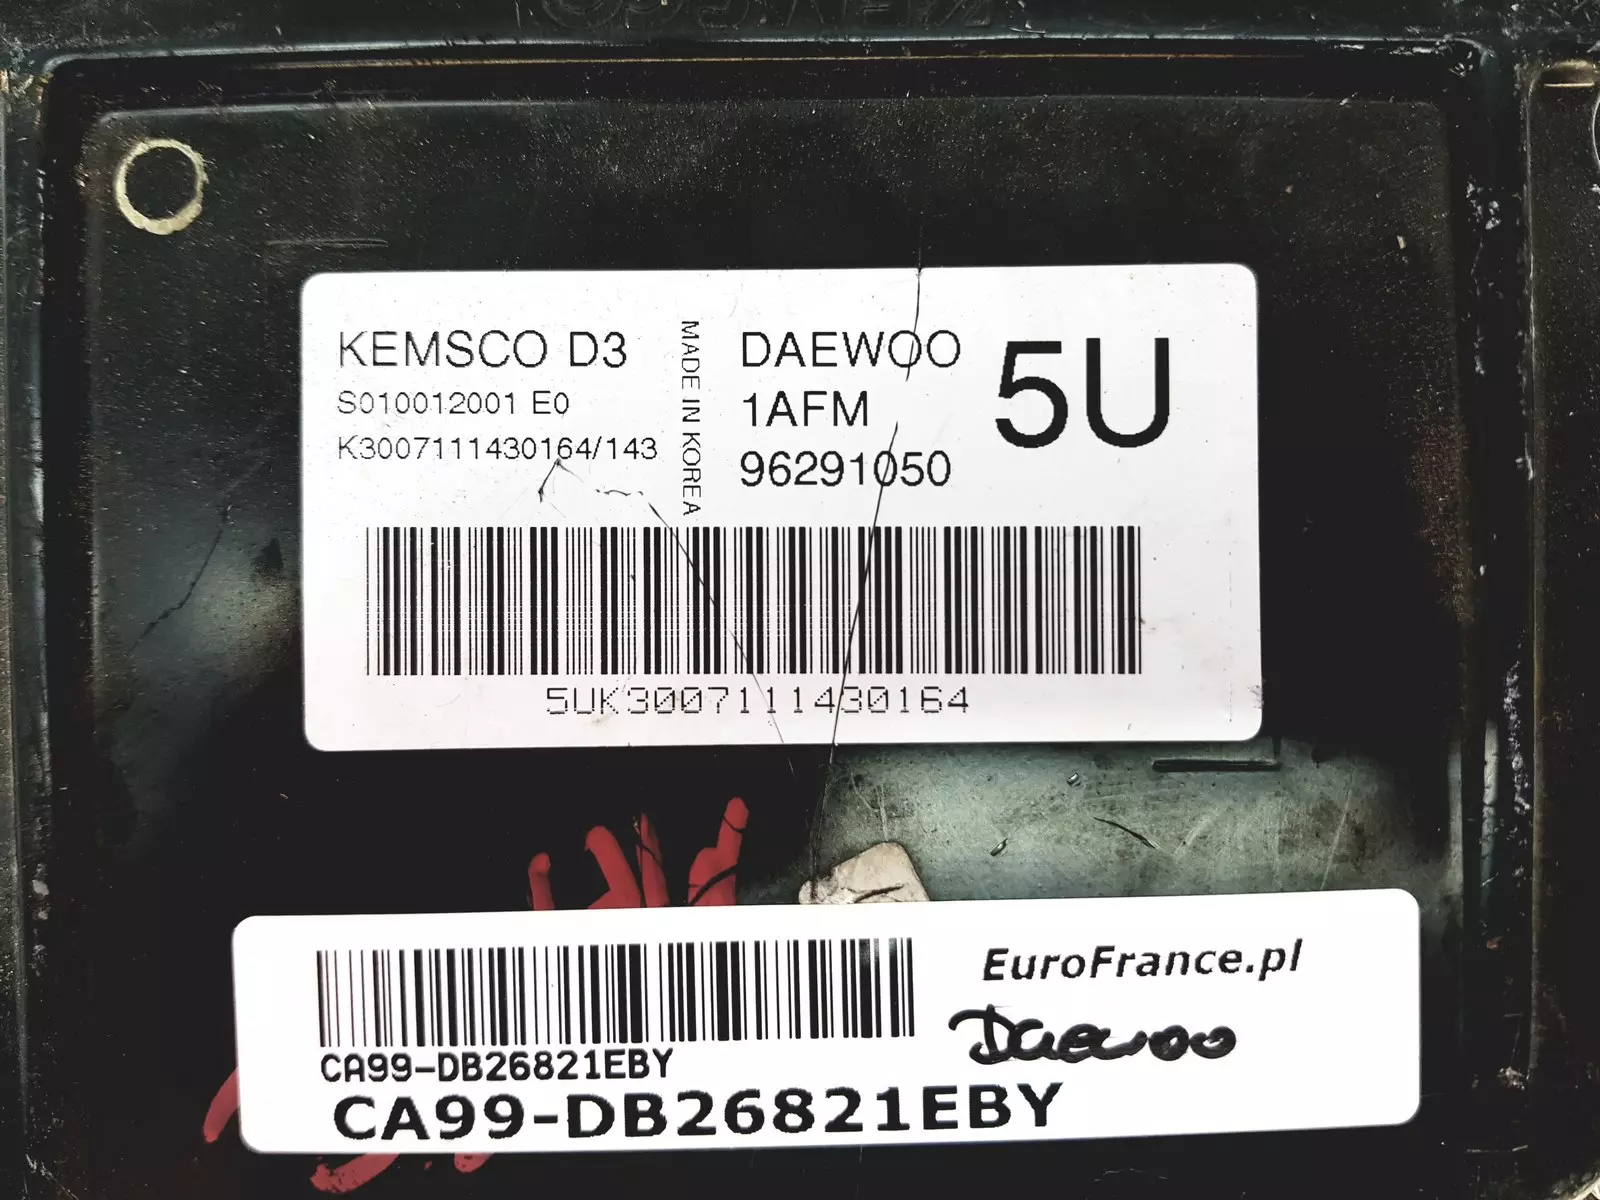 KEMSCO D3
S010012001 E0
K3007111430164/143
MADE IN KOREA
DAEWOO
1AFM
96291050
5U
5UK3007111430164
EuroFrance.pl
Daewoo
CA99-DB26821EBY
CA99-DB26821EBY